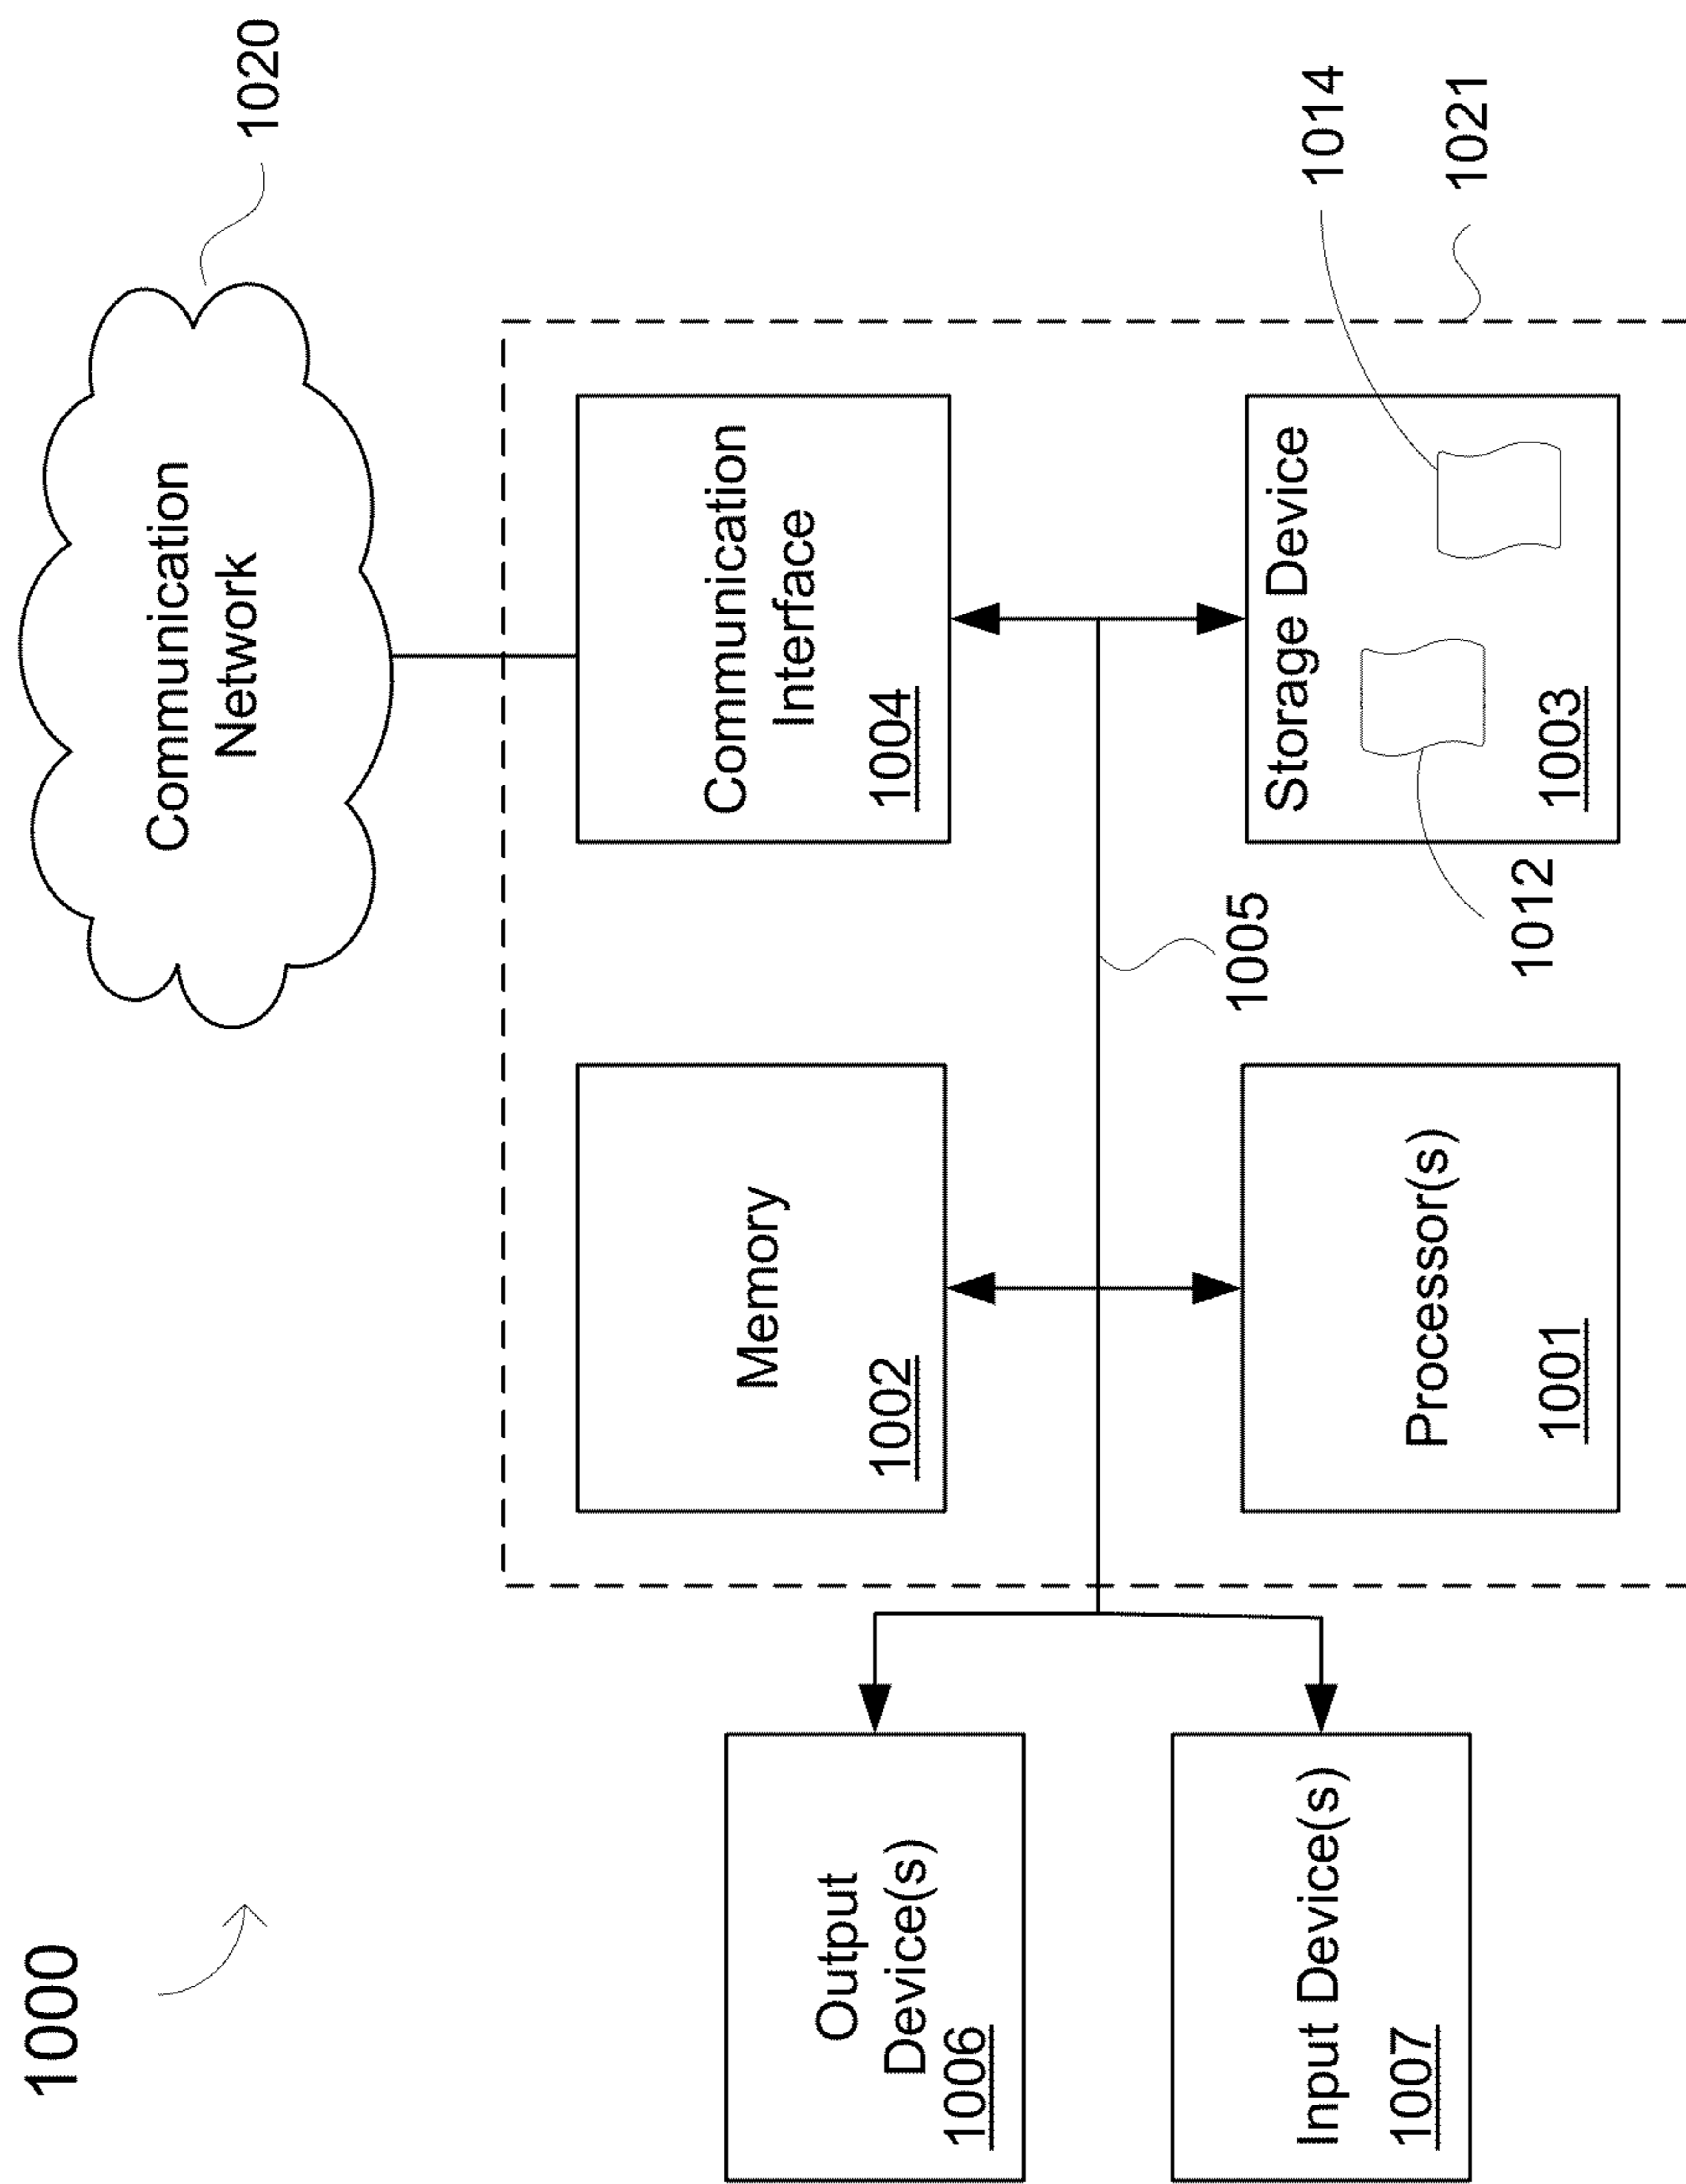 1000
Communication
Network
1020
Output
Device(s)
1006
Memory
1002
Communication
Interface
1004
1005
Input Device(s)
1007
Processor(s)
1001
Storage Device
1003
1012
1014
1021